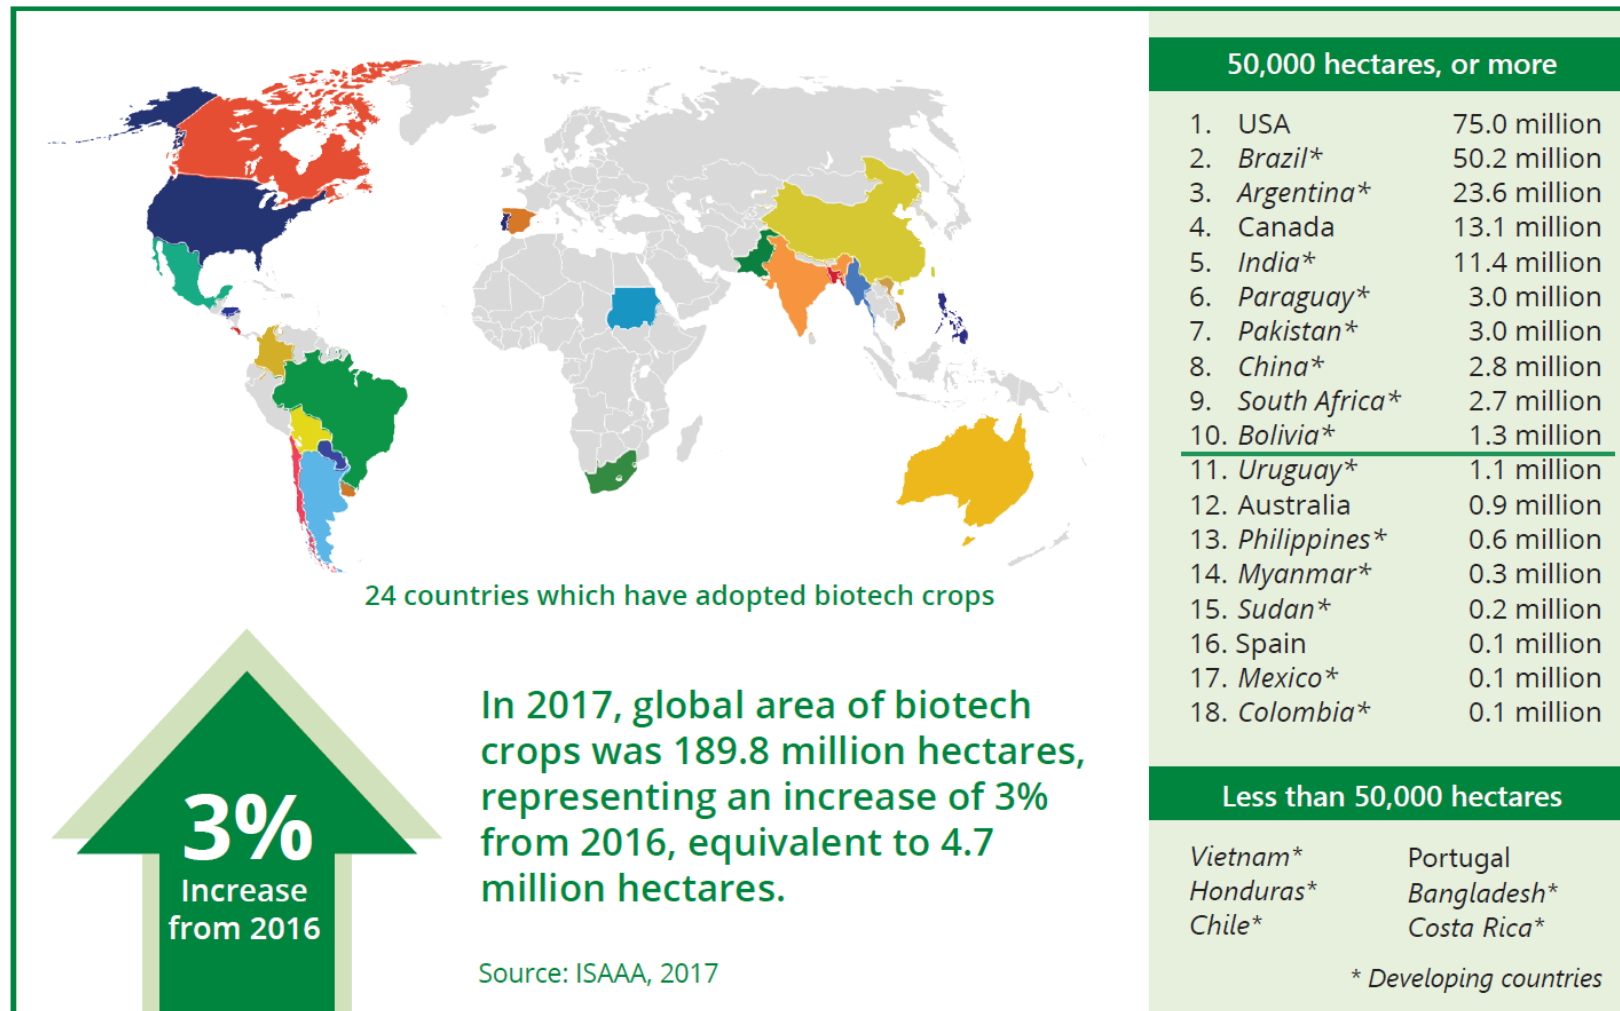 24 countries which have adopted biotech crops
3%
Increase
from 2016
In 2017, global area of biotech
crops was 189.8 million hectares,
representing an increase of 3%
from 2016, equivalent to 4.7
million hectares.
Source: ISAAA, 2017
50,000 hectares, or more
1. USA 75.0 million
2. Brazil* 50.2 million
3. Argentina* 23.6 million
4. Canada 13.1 million
5. India* 11.4 million
6. Paraguay* 3.0 million
7. Pakistan* 3.0 million
8. China* 2.8 million
9. South Africa* 2.7 million
10. Bolivia* 1.3 million
11. Uruguay* 1.1 million
12. Australia 0.9 million
13. Philippines* 0.6 million
14. Myanmar* 0.3 million
15. Sudan* 0.2 million
16. Spain 0.1 million
17. Mexico* 0.1 million
18. Colombia* 0.1 million
Less than 50,000 hectares
Vietnam* Portugal
Honduras* Bangladesh*
Chile* Costa Rica*
* Developing countries